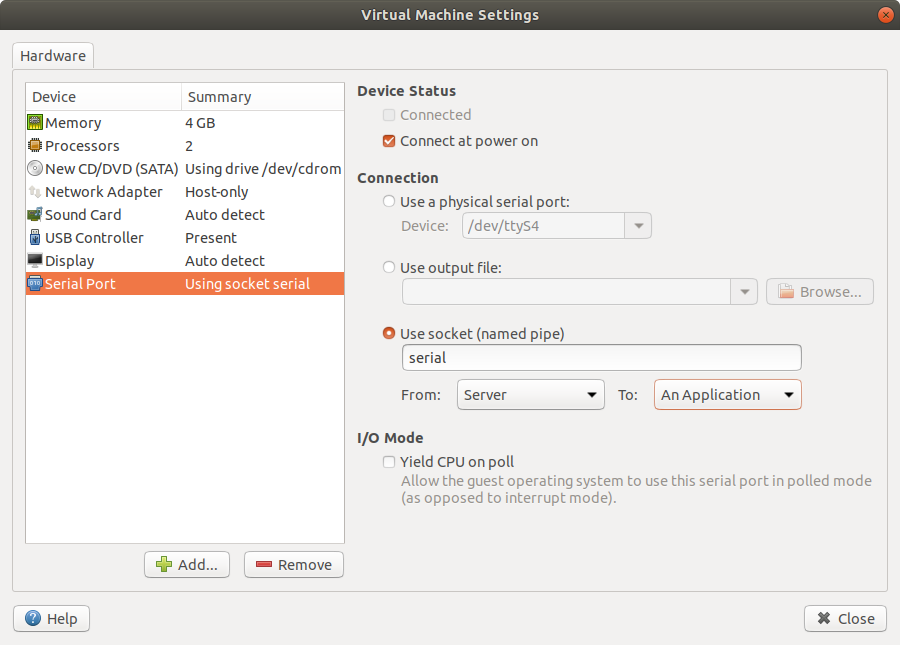 Virtual Machine Settings
Hardware
Device Summary
Memory 4 GB
Processors 2
New CD/DVD (SATA) Using drive /dev/cdrom
Network Adapter Host-only
Sound Card Auto detect
USB Controller Present
Display Auto detect
Serial Port Using socket serial
Add...
Remove
Device Status
Connected
Connect at power on
Connection
Use a physical serial port:
Device: /dev/ttyS4
Use output file:
Browse...
Use socket (named pipe)
serial
From: Server To: An Application
I/O Mode
Yield CPU on poll
Allow the guest operating system to use this serial port in polled mode
(as opposed to interrupt mode).
Help
Close